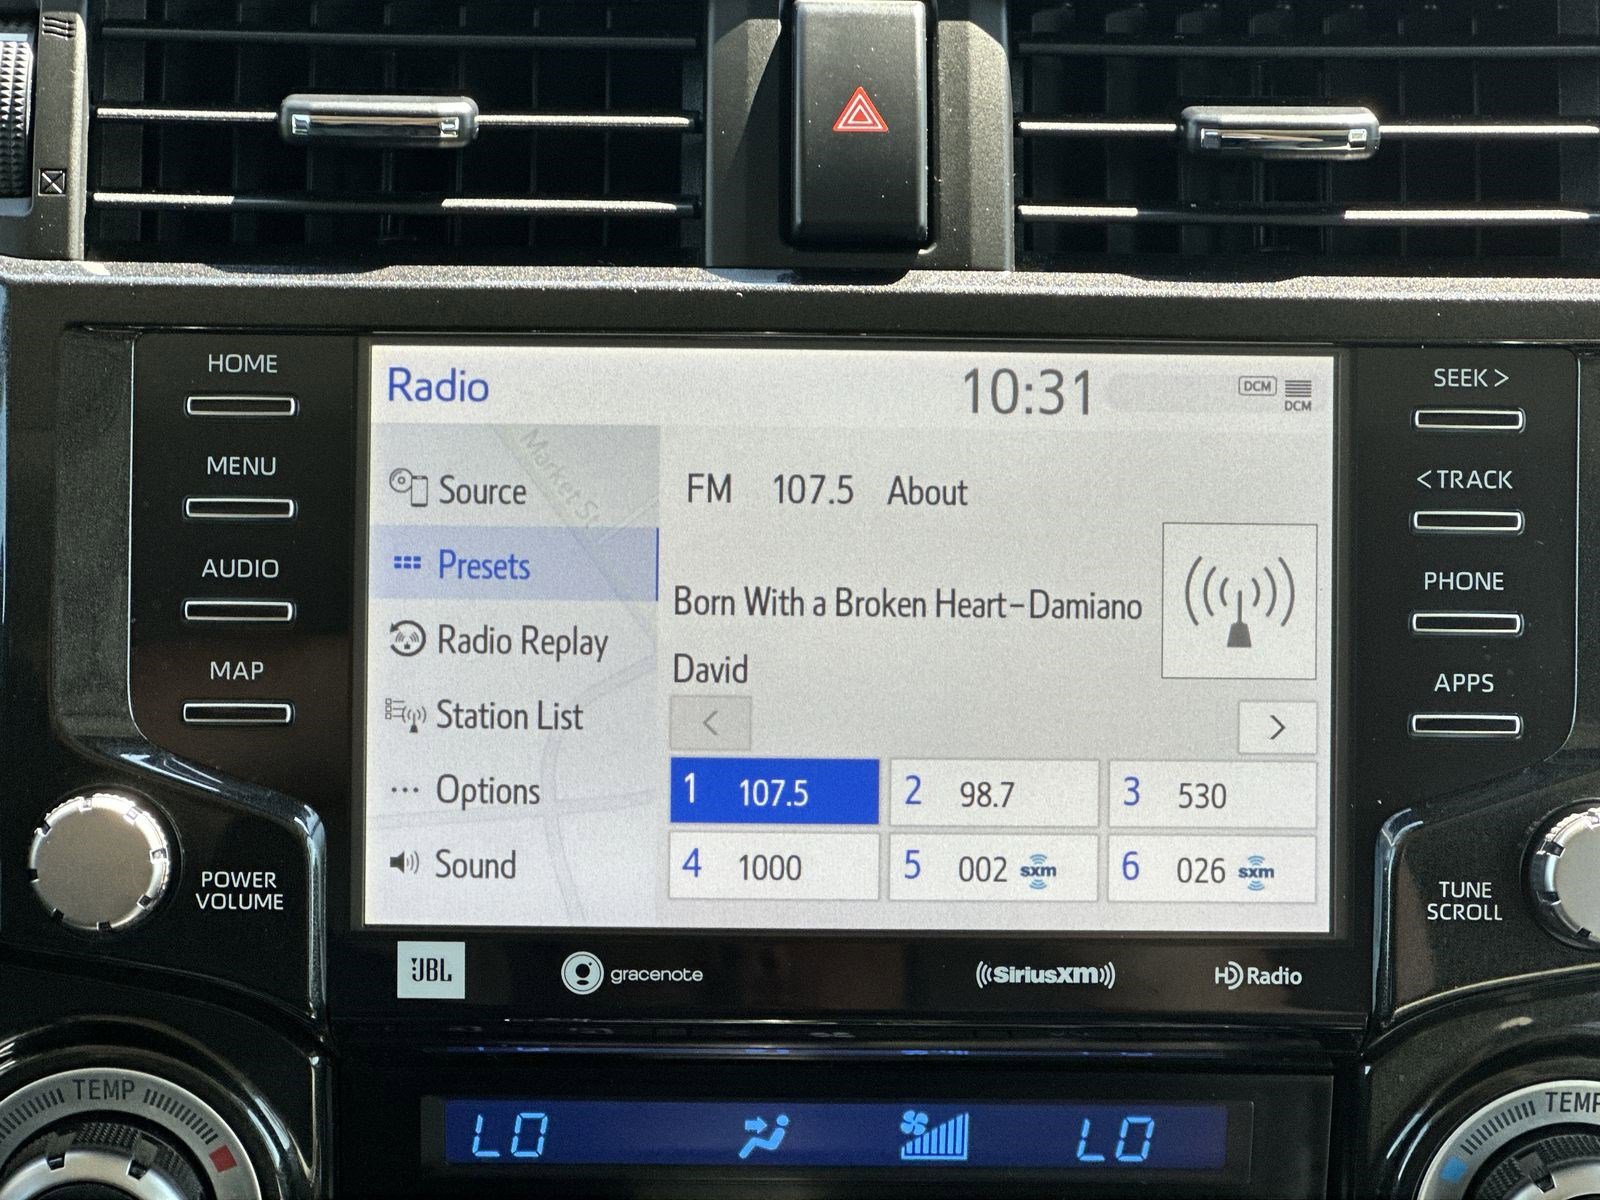 HOME
MENU
AUDIO
MAP
POWER
VOLUME
Radio
10:31
DCM
DCM
Market St
Source
Presets
Radio Replay
Station List
Options
Sound
FM 107.5 About
Born With a Broken Heart-Damiano
David
<
>
1 107.5
2 98.7
3 530
4 1000
5 002 sxm
6 026 sxm
SEEK >
< TRACK
PHONE
APPS
TUNE
SCROLL
JBL
gracenote
((SiriusXM))
HD Radio
TEMP
LO
LO
TEMP